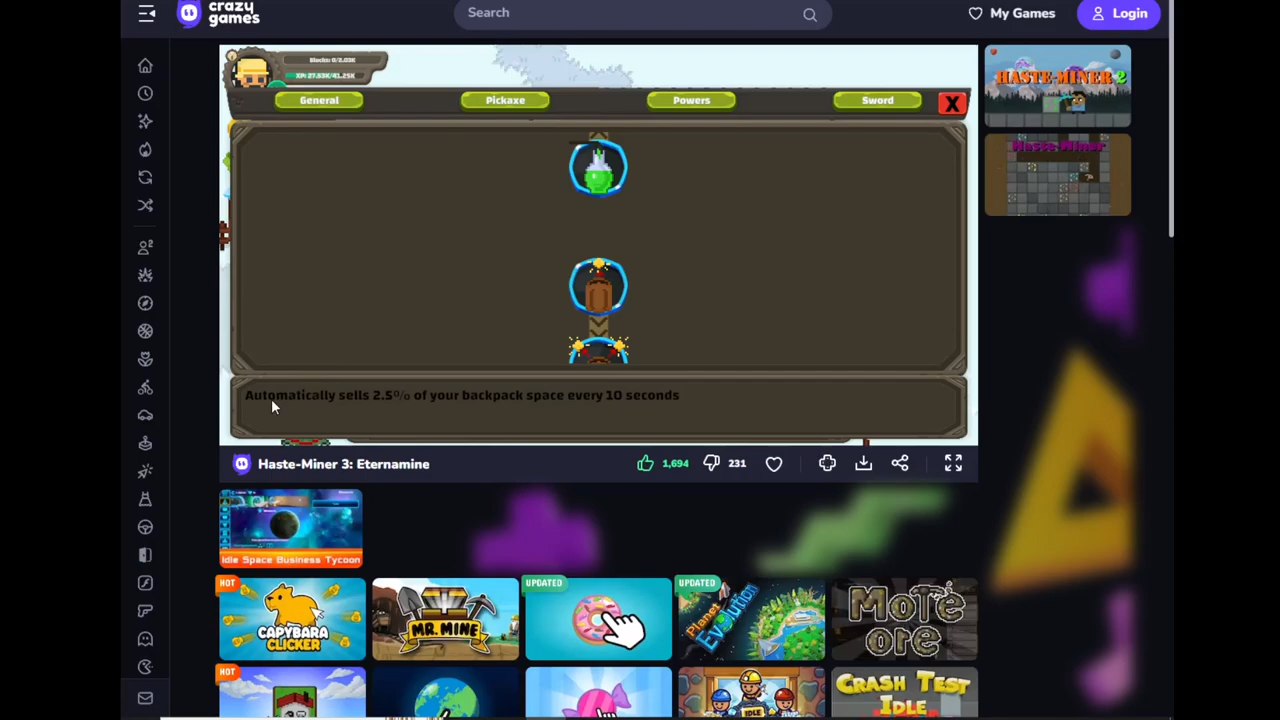 crazy
games
Search
My Games
Login
Blocks: 0/2.03K
XP: 27.53K/41.25K
General
Pickaxe
Powers
Sword
X
Automatically sells 2.5% of your backpack space every 10 seconds
Haste-Miner 3: Eternamine
1,694
231
HASTE-MINER 2
Haste-Miner
Idle Space Business Tycoon
HOT
CAPYBARA
CLICKER
MR. MINE
UPDATED
UPDATED
Planet
Evolution
More
ore
HOT
IDLE
CRASH TEST
IDLE